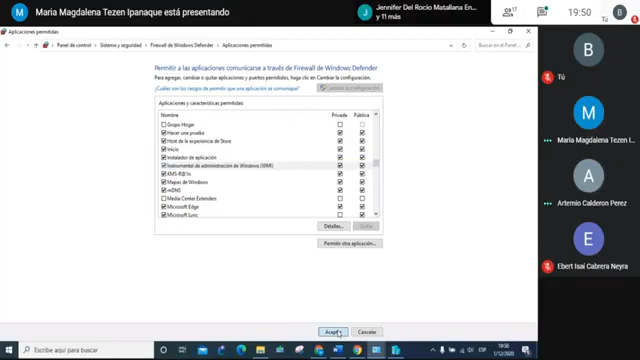 M
Maria Magdalena Tezen Ipanaque está presentando
J
Jennifer Del Rocio Matallana En...
y 11 más
17
19:50
Tú
Aplicaciones permitidas
Panel de control > Sistema y seguridad > Firewall de Windows Defender > Aplicaciones permitidas
Buscar en el Panel...
Permitir a las aplicaciones comunicarse a través de Firewall de Windows Defender
Para agregar, cambiar o quitar aplicaciones y puertos permitidos, haga clic en Cambiar la configuración.
¿Cuáles son los riesgos de permitir que una aplicación se comunique?
Cambiar la configuración
Aplicaciones y características permitidas:
Nombre
Privada
Pública
Grupo Hogar
Hacer una prueba
Host de la experiencia de Store
Inicio
Instalador de aplicación
Instrumental de administración de Windows (WMI)
KMS-R@1n
Mapas de Windows
mDNS
Media Center Extenders
Microsoft Edge
Microsoft Lync
Detalles...
Quitar
Permitir otra aplicación...
Aceptar
Cancelar
Escribe aquí para buscar
ESP
19:50
1/12/2020
B
Tú
M
Maria Magdalena Tezen Ipanaque
A
Artemio Calderon Perez
E
Ebert Isai Cabrera Neyra